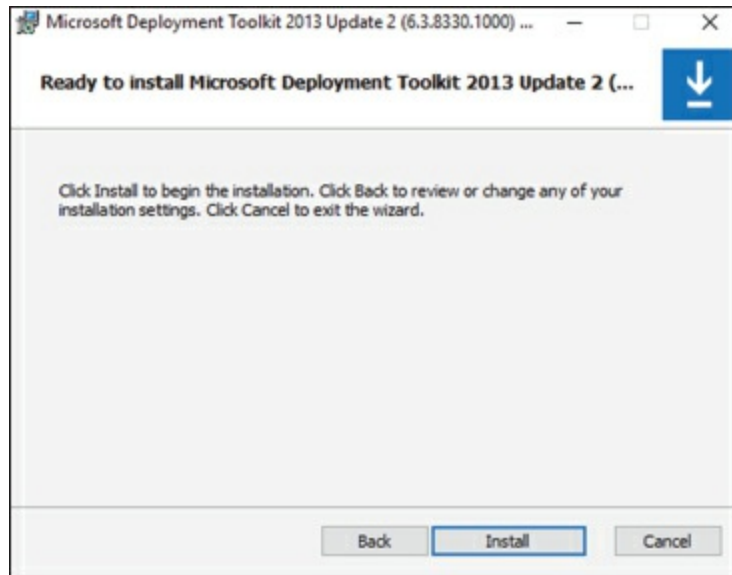 Microsoft Deployment Toolkit 2013 Update 2 (6.3.8330.1000) ...
Ready to install Microsoft Deployment Toolkit 2013 Update 2 (...
Click Install to begin the installation. Click Back to review or change any of your
installation settings. Click Cancel to exit the wizard.
Back Install Cancel